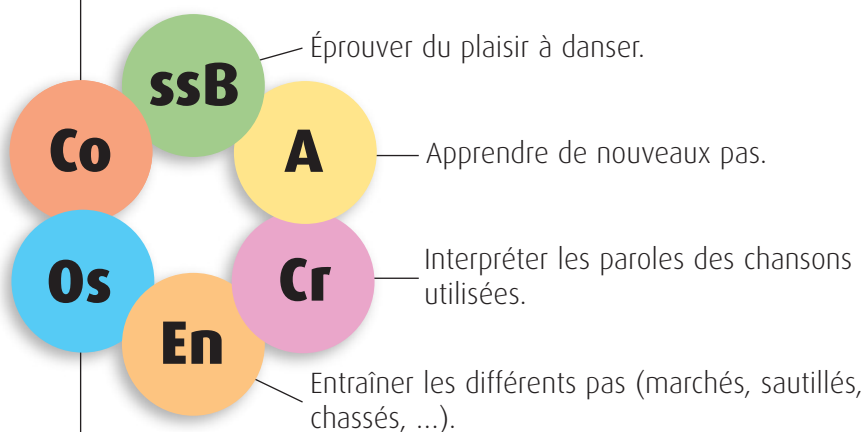 ssB
Éprouver du plaisir à danser.
Co
A
Apprendre de nouveaux pas.
Os
Cr
Interpréter les paroles des chansons
utilisées.
En
Entraîner les différents pas (marchés, sautillés,
chassés, ...).